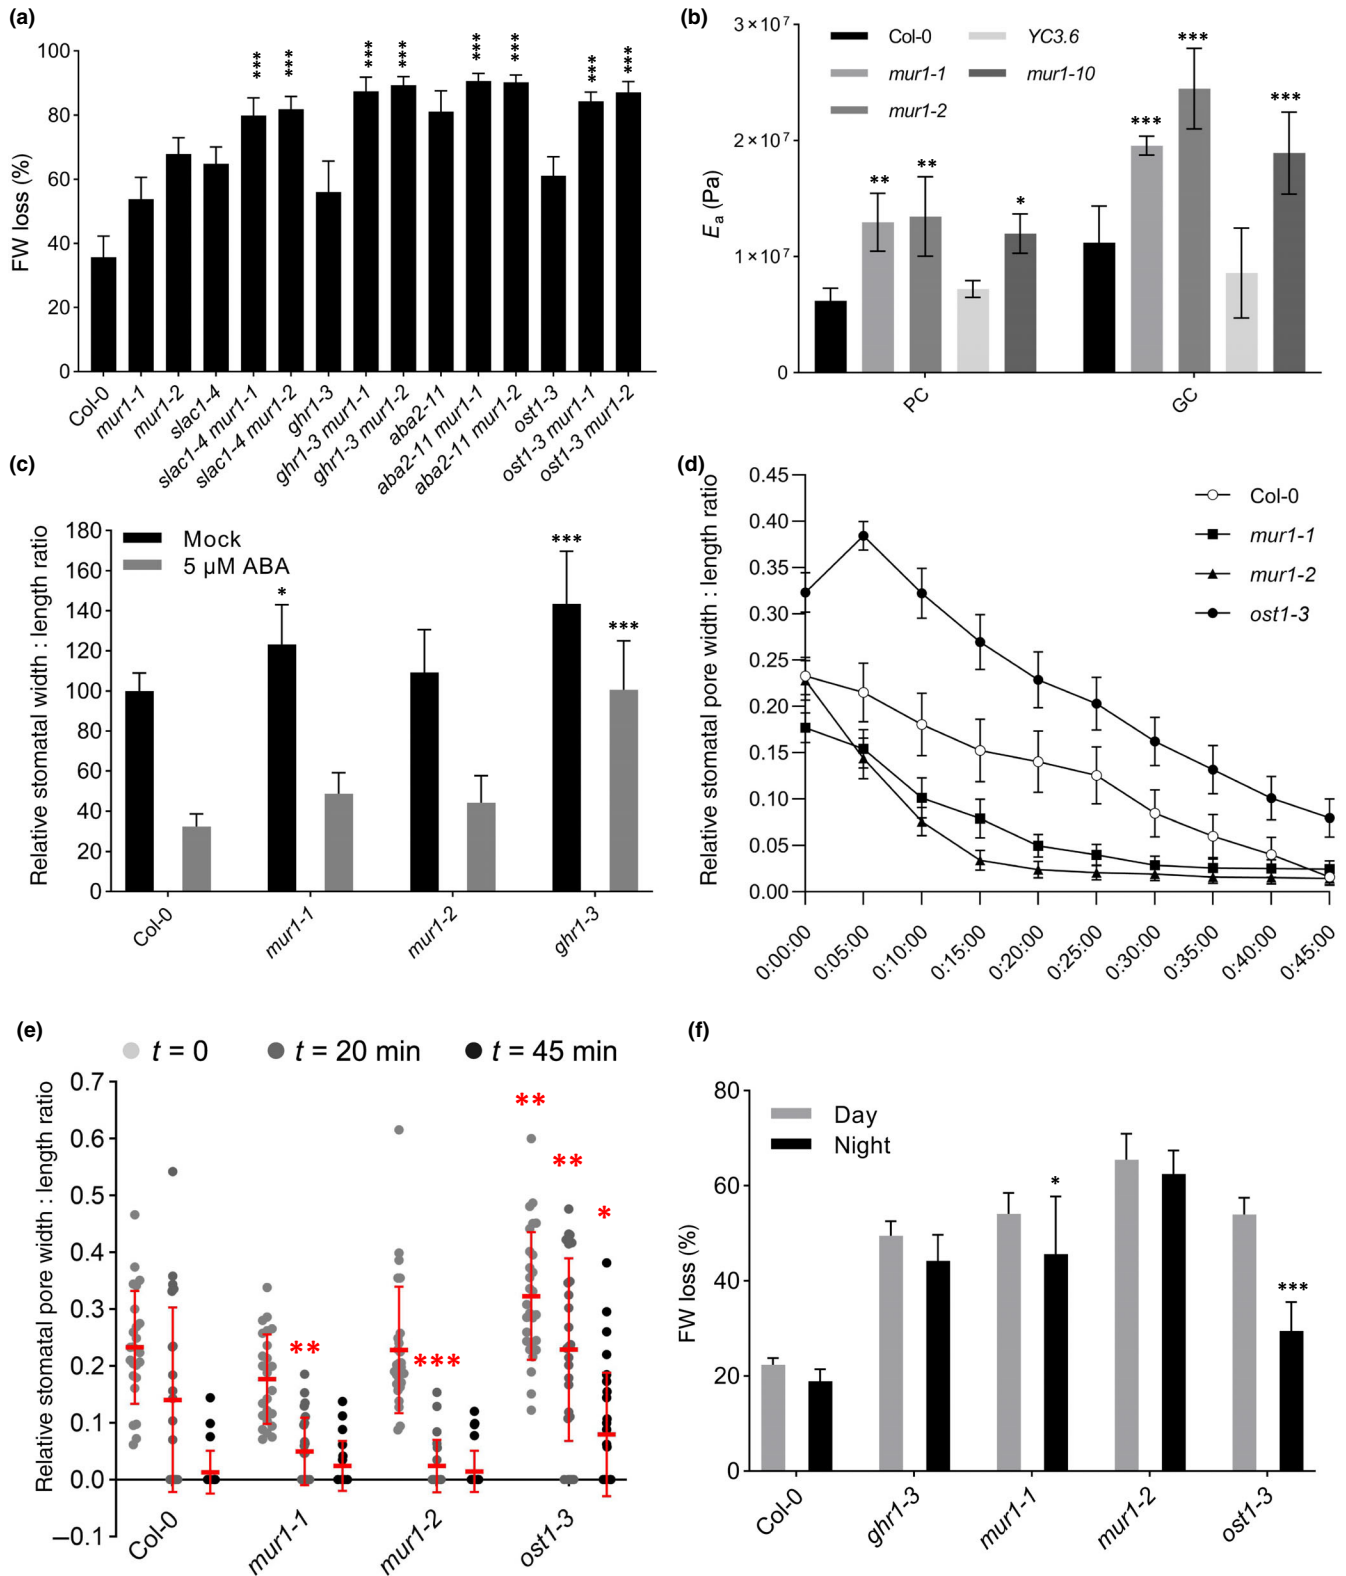 (a)
FW loss (%)
100
80
60
40
20
0
*** *** *** *** *** *** *** ***
Col-0
mur1-1
mur1-2
slac1-4
slac1-4 mur1-1
slac1-4 mur1-2
ghr1-3
ghr1-3 mur1-1
ghr1-3 mur1-2
aba2-11
aba2-11 mur1-1
aba2-11 mur1-2
ost1-3
ost1-3 mur1-1
ost1-3 mur1-2
(b)
Ea (Pa)
3×10⁷
2×10⁷
1×10⁷
0
Col-0
mur1-1
mur1-2
YC3.6
mur1-10
** ** * *** *** ***
PC
GC
(c)
Relative stomatal width : length ratio
180
160
140
120
100
80
60
40
20
0
Mock
5 µM ABA
* *** ***
Col-0
mur1-1
mur1-2
ghr1-3
(d)
Relative stomatal pore width : length ratio
0.45
0.40
0.35
0.30
0.25
0.20
0.15
0.10
0.05
0.00
Col-0
mur1-1
mur1-2
ost1-3
0:00:00
0:05:00
0:10:00
0:15:00
0:20:00
0:25:00
0:30:00
0:35:00
0:40:00
0:45:00
(e)
t = 0
t = 20 min
t = 45 min
Relative stomatal pore width : length ratio
0.7
0.6
0.5
0.4
0.3
0.2
0.1
0.0
–0.1
** *** ** ** *
Col-0
mur1-1
mur1-2
ost1-3
(f)
FW loss (%)
80
60
40
20
0
Day
Night
* ***
Col-0
ghr1-3
mur1-1
mur1-2
ost1-3